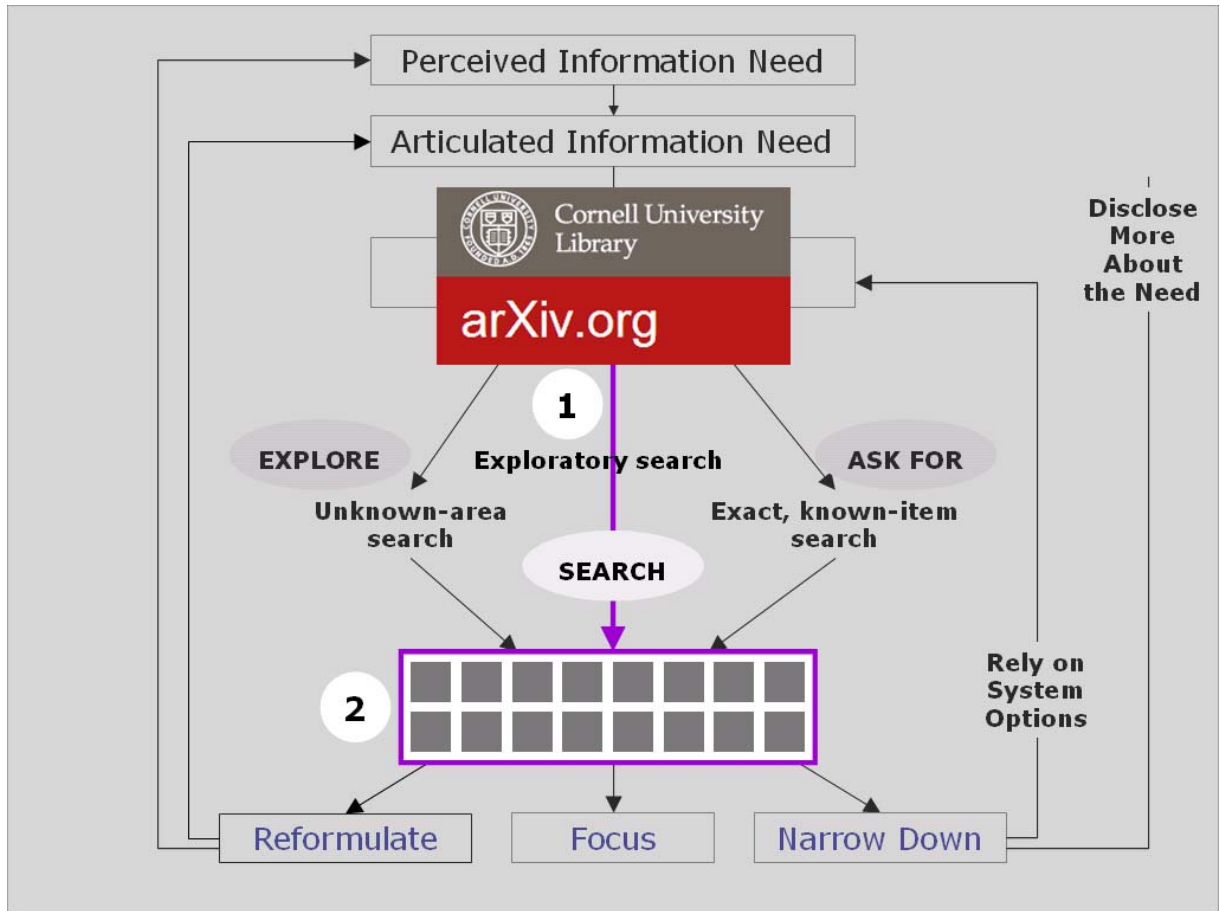 Perceived Information Need
Articulated Information Need
Cornell University
Library
arXiv.org
Disclose
More
About
the Need
1
EXPLORE
Exploratory search
ASK FOR
Unknown-area
search
Exact, known-item
search
SEARCH
2
Rely on
System
Options
Reformulate
Focus
Narrow Down